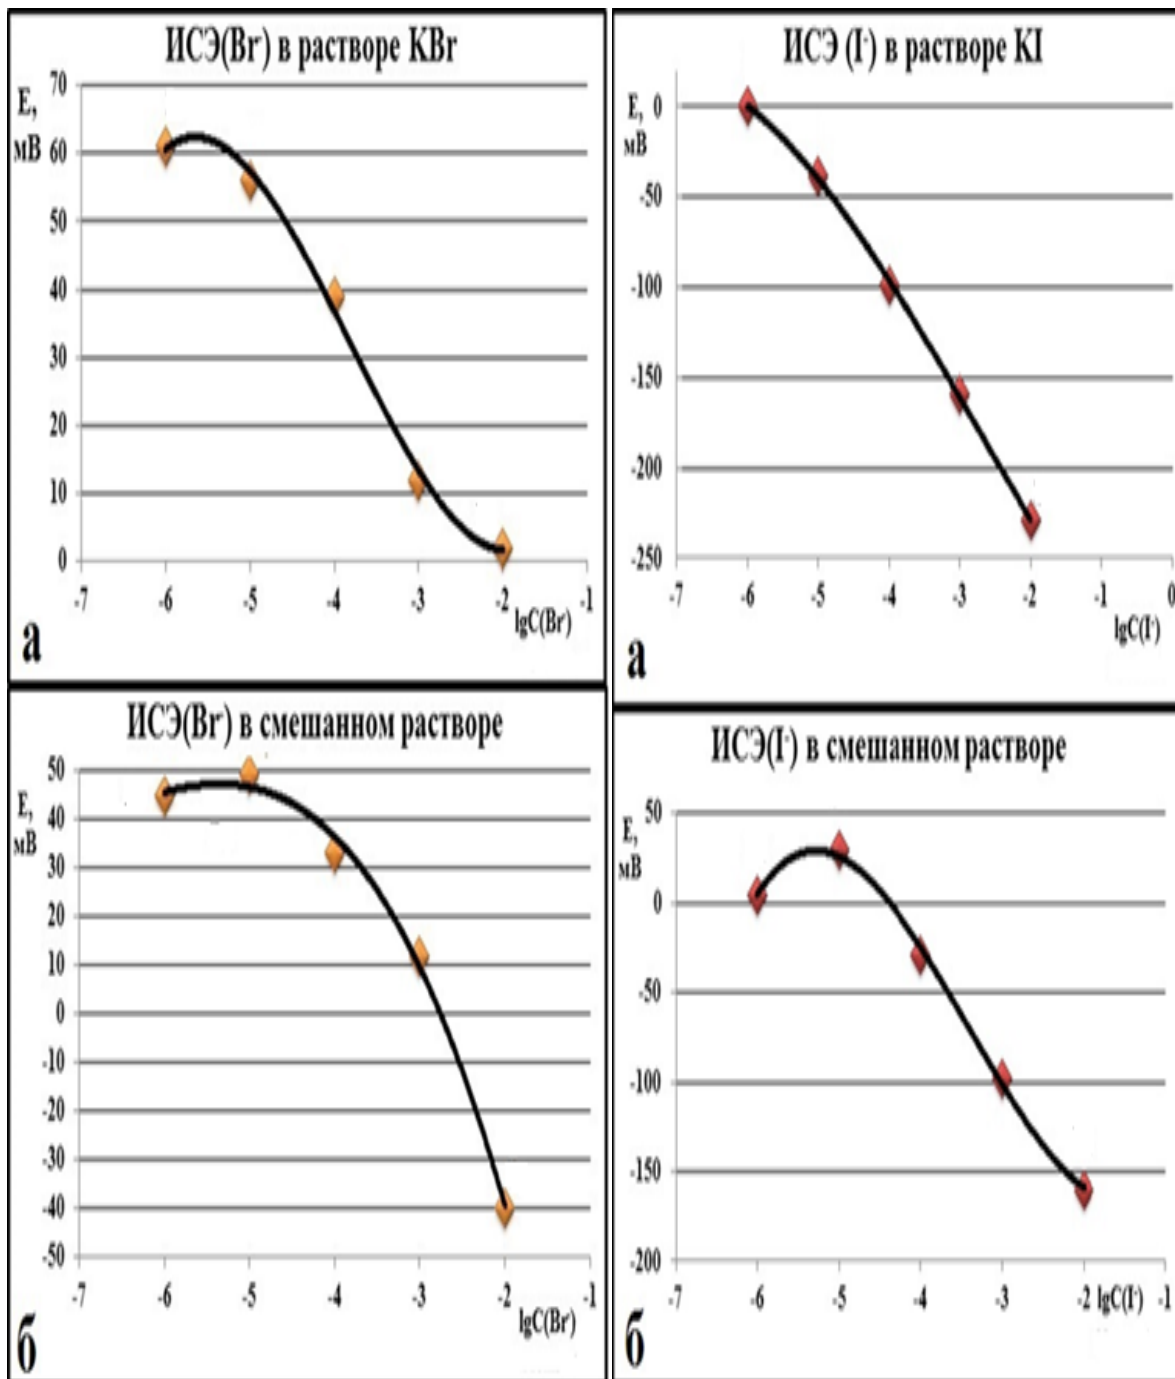 ИСЭ(Br-) в растворе KBr
E,
мВ
70
60
50
40
30
20
10
0
-7 -6 -5 -4 -3 -2 -1
lgC(Br-)
а
ИСЭ (I-) в растворе KI
E,
мВ
0
-50
-100
-150
-200
-250
-7 -6 -5 -4 -3 -2 -1 0
lgC(I-)
а
ИСЭ(Br-) в смешанном растворе
E,
мВ
50
40
30
20
10
0
-10
-20
-30
-40
-50
-7 -6 -5 -4 -3 -2 -1
lgC(Br-)
б
ИСЭ(I-) в смешанном растворе
E,
мВ
50
0
-50
-100
-150
-200
-7 -6 -5 -4 -3 -2 -1
lgC(I-)
б